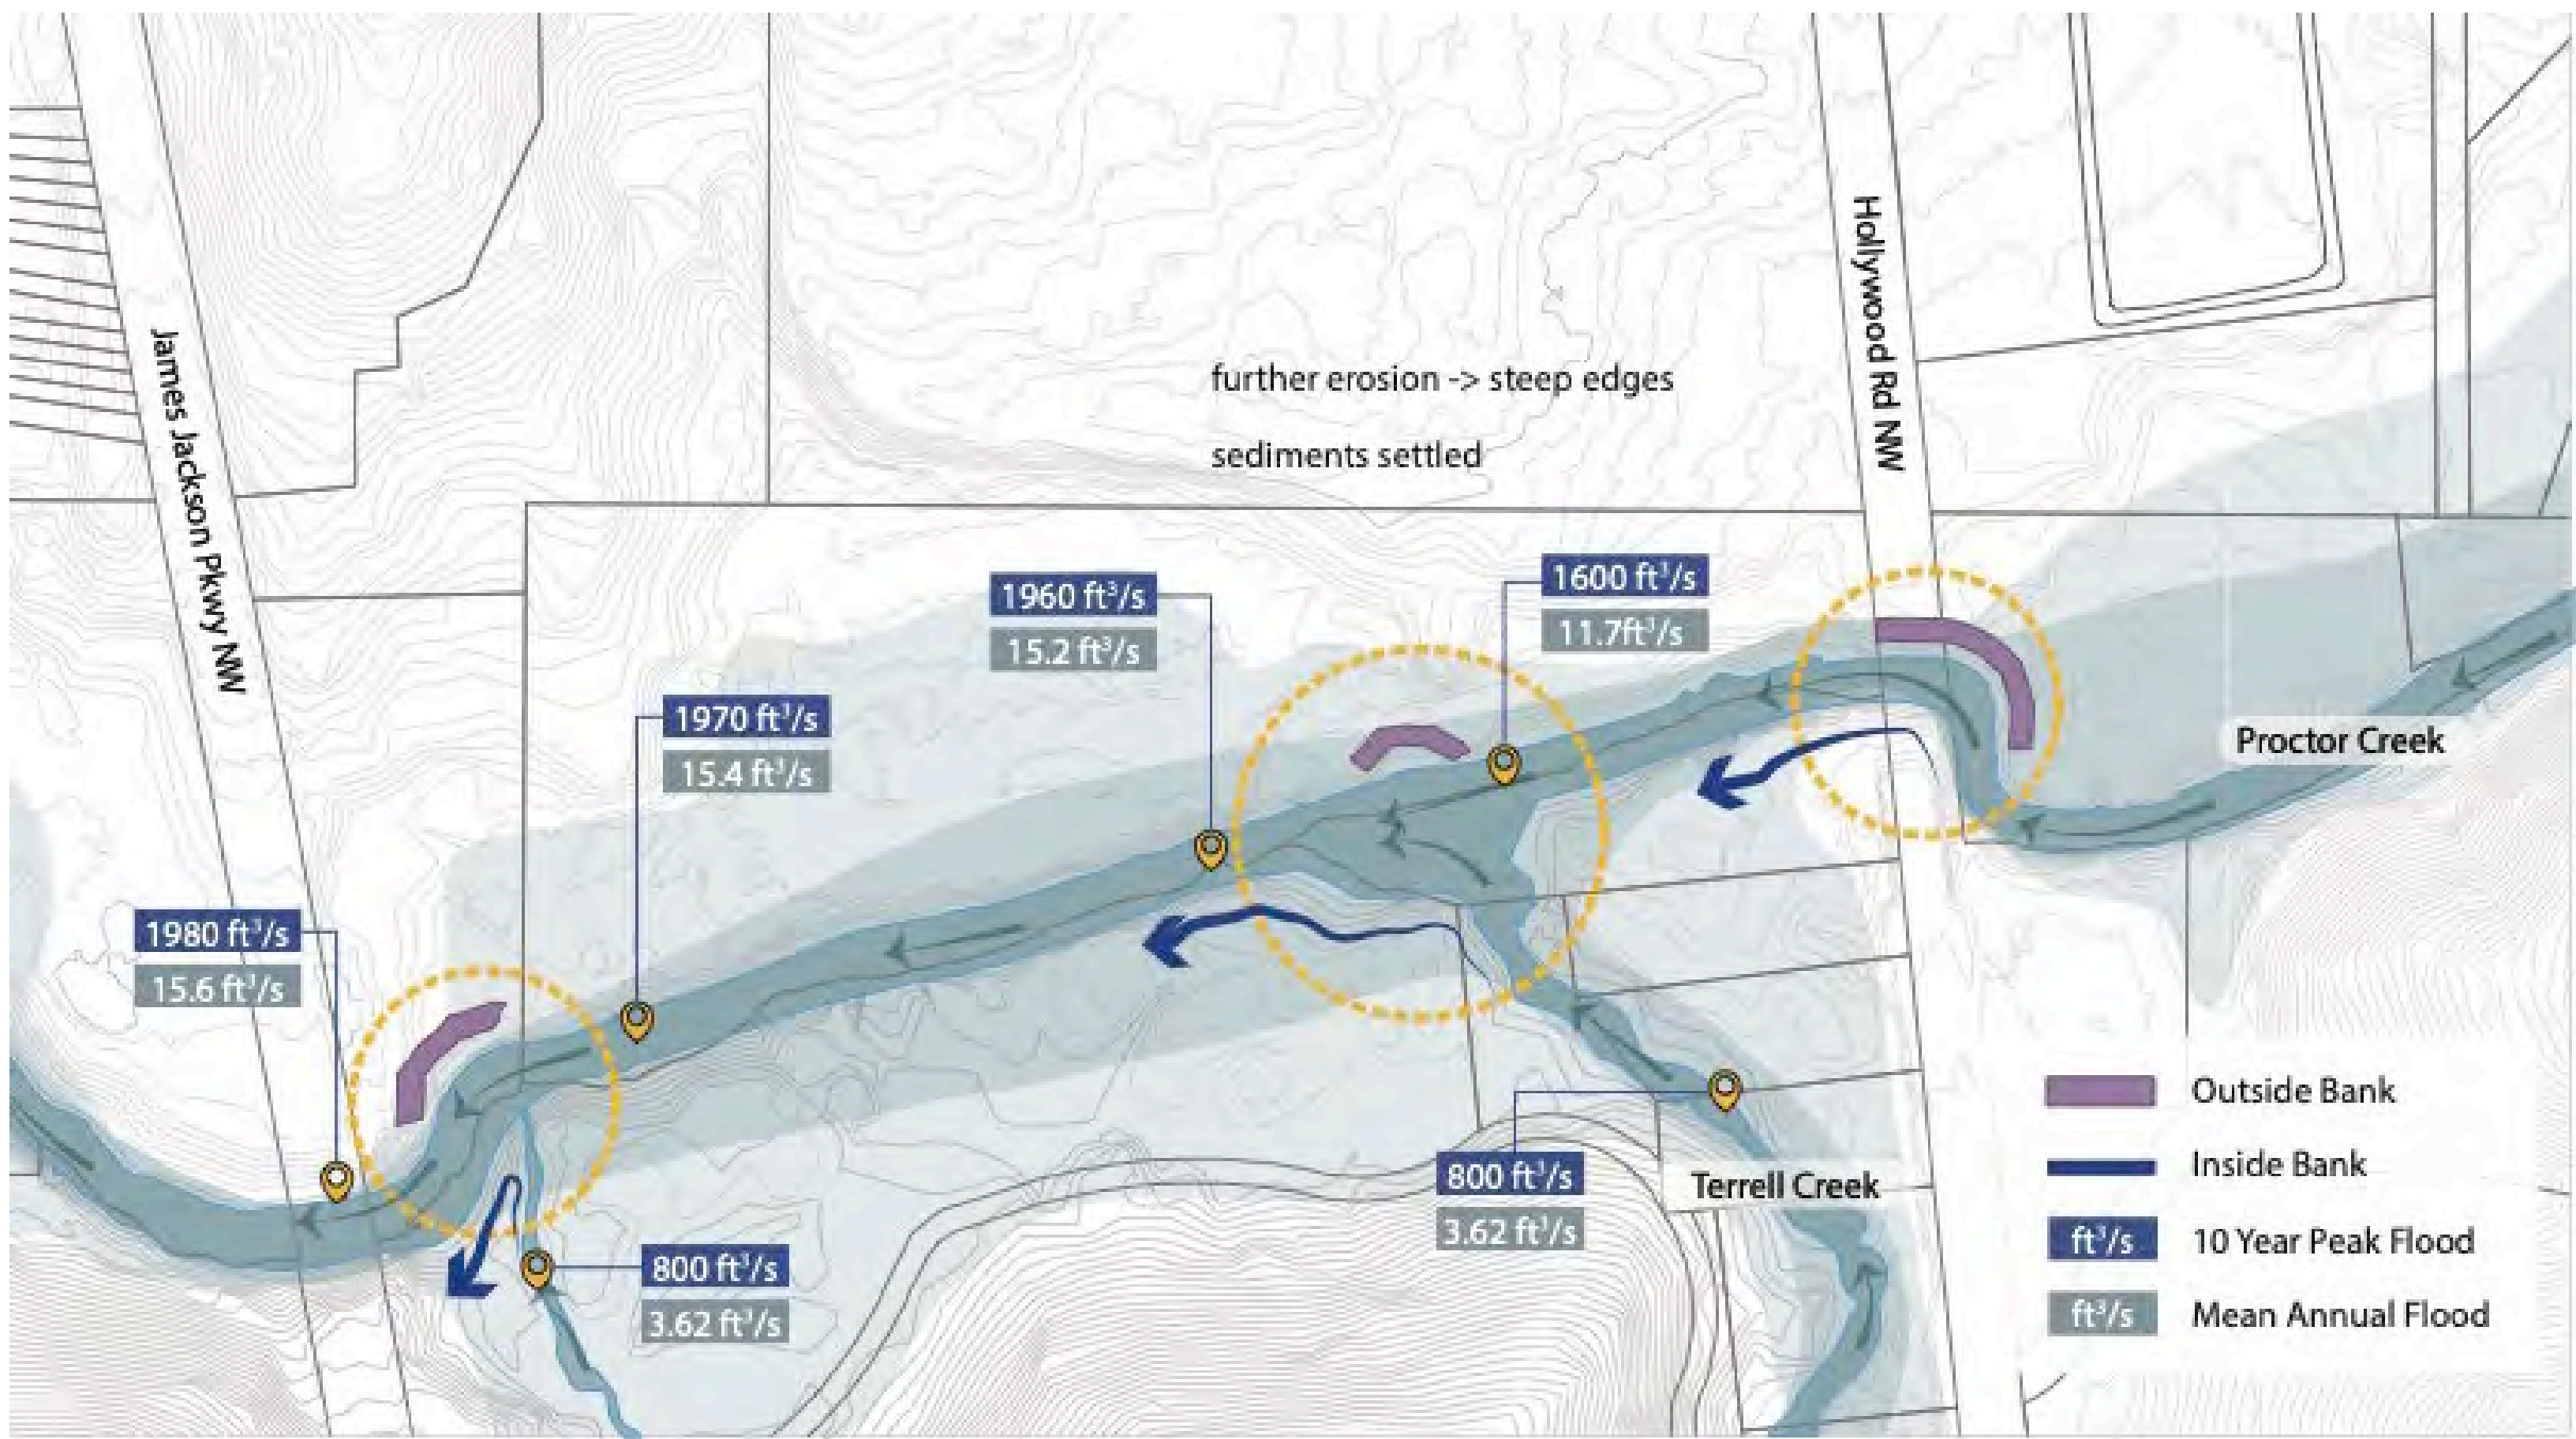 James Jackson Pkwy NW
Hollywood Rd NW
further erosion -> steep edges
sediments settled
1600 ft³/s
11.7ft³/s
1960 ft³/s
15.2 ft³/s
1970 ft³/s
15.4 ft³/s
Proctor Creek
1980 ft³/s
15.6 ft³/s
800 ft³/s
3.62 ft³/s
Terrell Creek
800 ft³/s
3.62 ft³/s
Outside Bank
Inside Bank
ft³/s 10 Year Peak Flood
ft³/s Mean Annual Flood